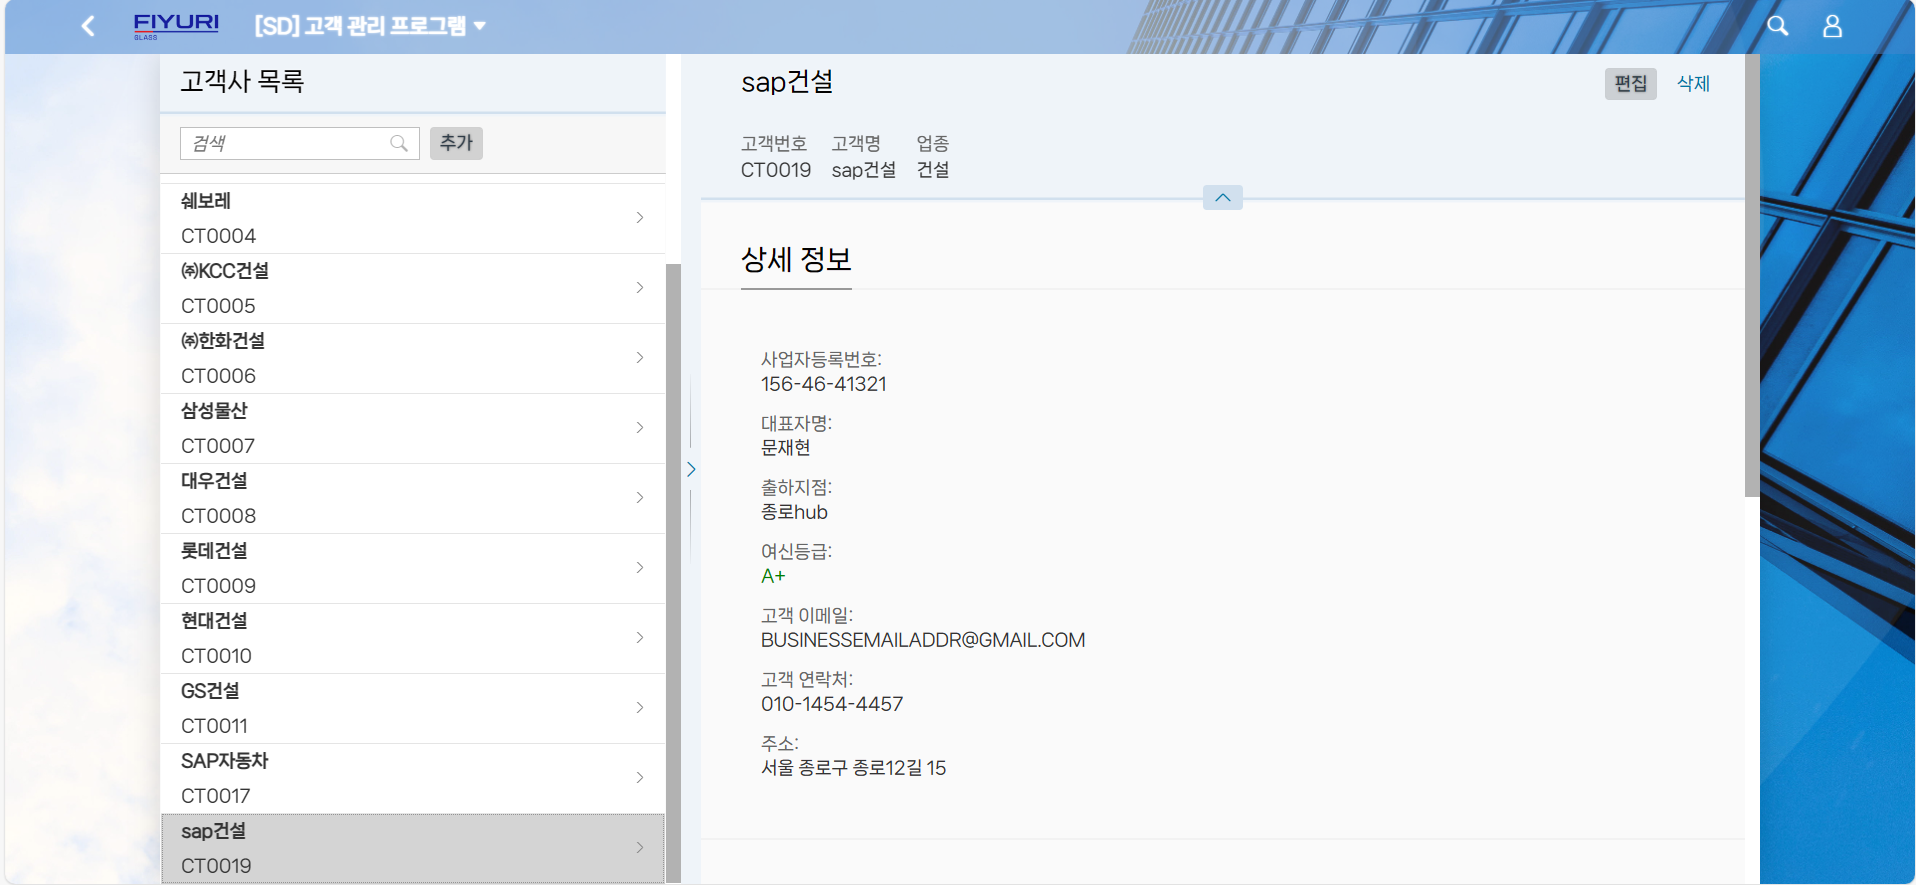 FIYURI
GLASS
[SD] 고객 관리 프로그램
고객사 목록
검색
추가
쉐보레
CT0004
㈜KCC건설
CT0005
㈜한화건설
CT0006
삼성물산
CT0007
대우건설
CT0008
롯데건설
CT0009
현대건설
CT0010
GS건설
CT0011
SAP자동차
CT0017
sap건설
CT0019
sap건설
편집 삭제
고객번호 고객명 업종
CT0019 sap건설 건설
상세 정보
사업자등록번호:
156-46-41321
대표자명:
문재현
출하지점:
종로hub
여신등급:
A+
고객 이메일:
BUSINESSEMAILADDR@GMAIL.COM
고객 연락처:
010-1454-4457
주소:
서울 종로구 종로12길 15